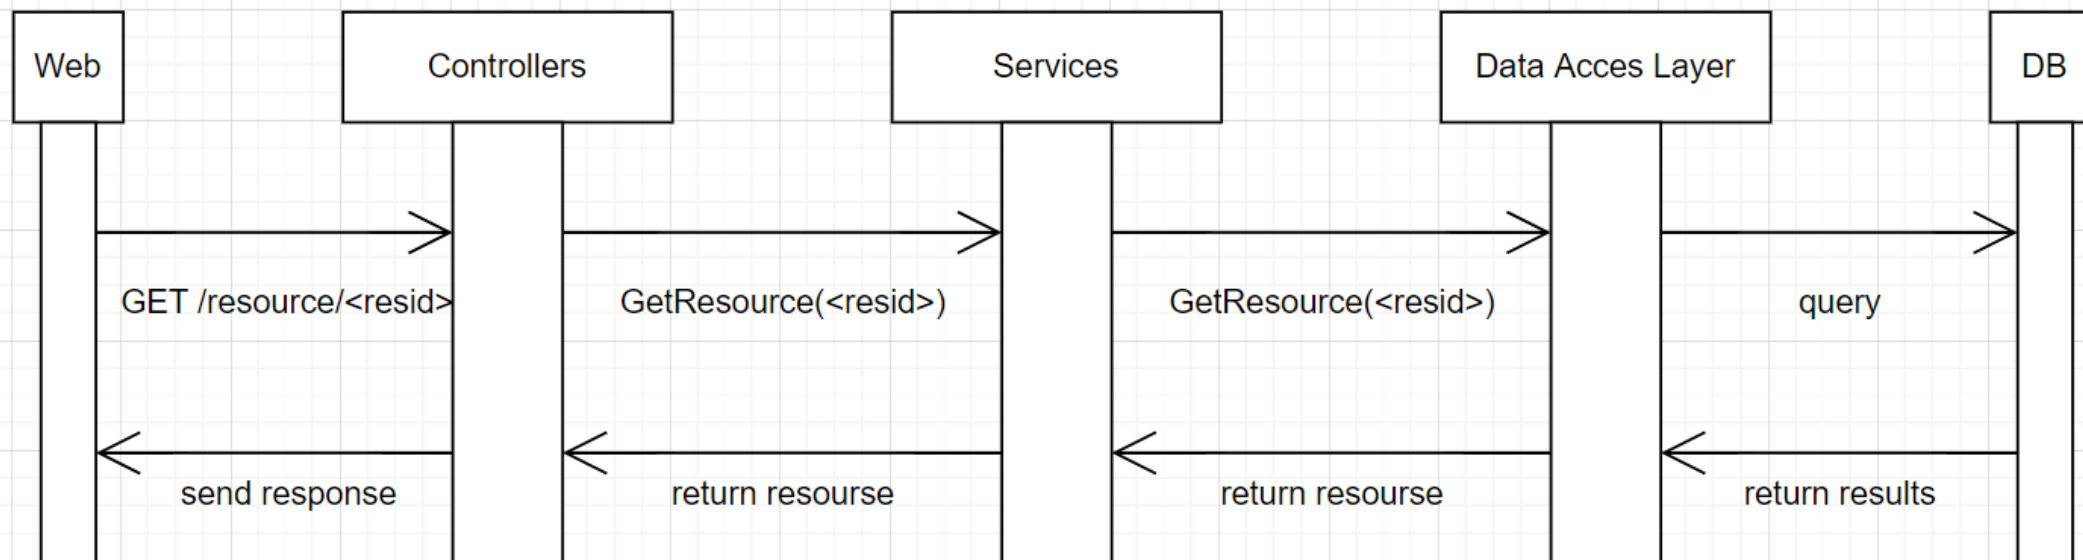 Web
Controllers
Services
Data Acces Layer
DB
GET /resource/<resid>
GetResource(<resid>)
GetResource(<resid>)
query
send response
return resourse
return resourse
return results